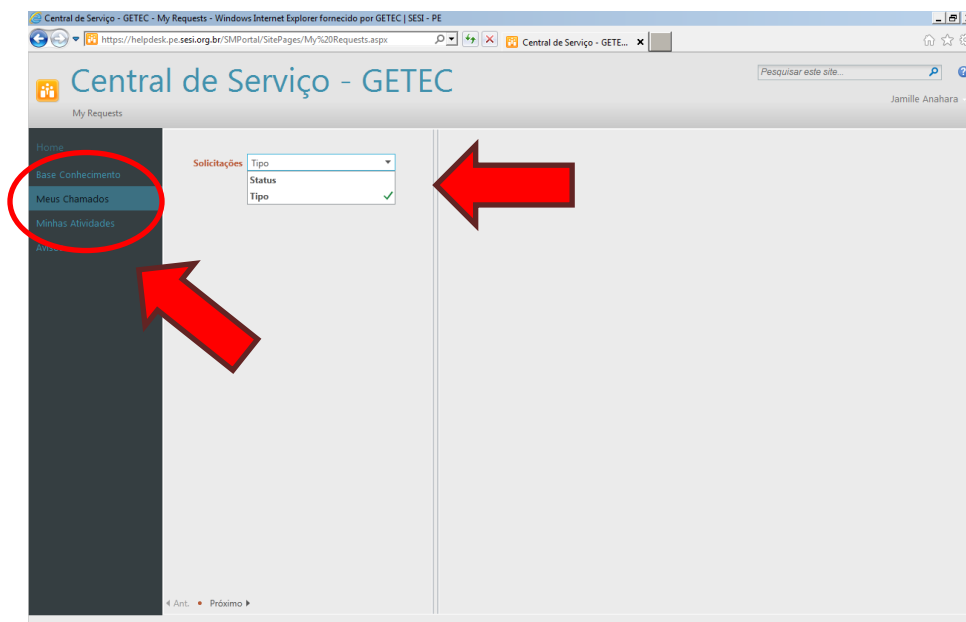 Central de Serviço - GETEC - My Requests - Windows Internet Explorer fornecido por GETEC | SESI - PE
https://helpdesk.pe.sesi.org.br/SMPortal/SitePages/My%20Requests.aspx
Central de Serviço - GETE...
Central de Serviço - GETEC
Pesquisar este site...
Jamille Anahara
My Requests
Home
Base Conhecimento
Meus Chamados
Minhas Atividades
Solicitações Tipo
Status
Tipo
Ant. Próximo